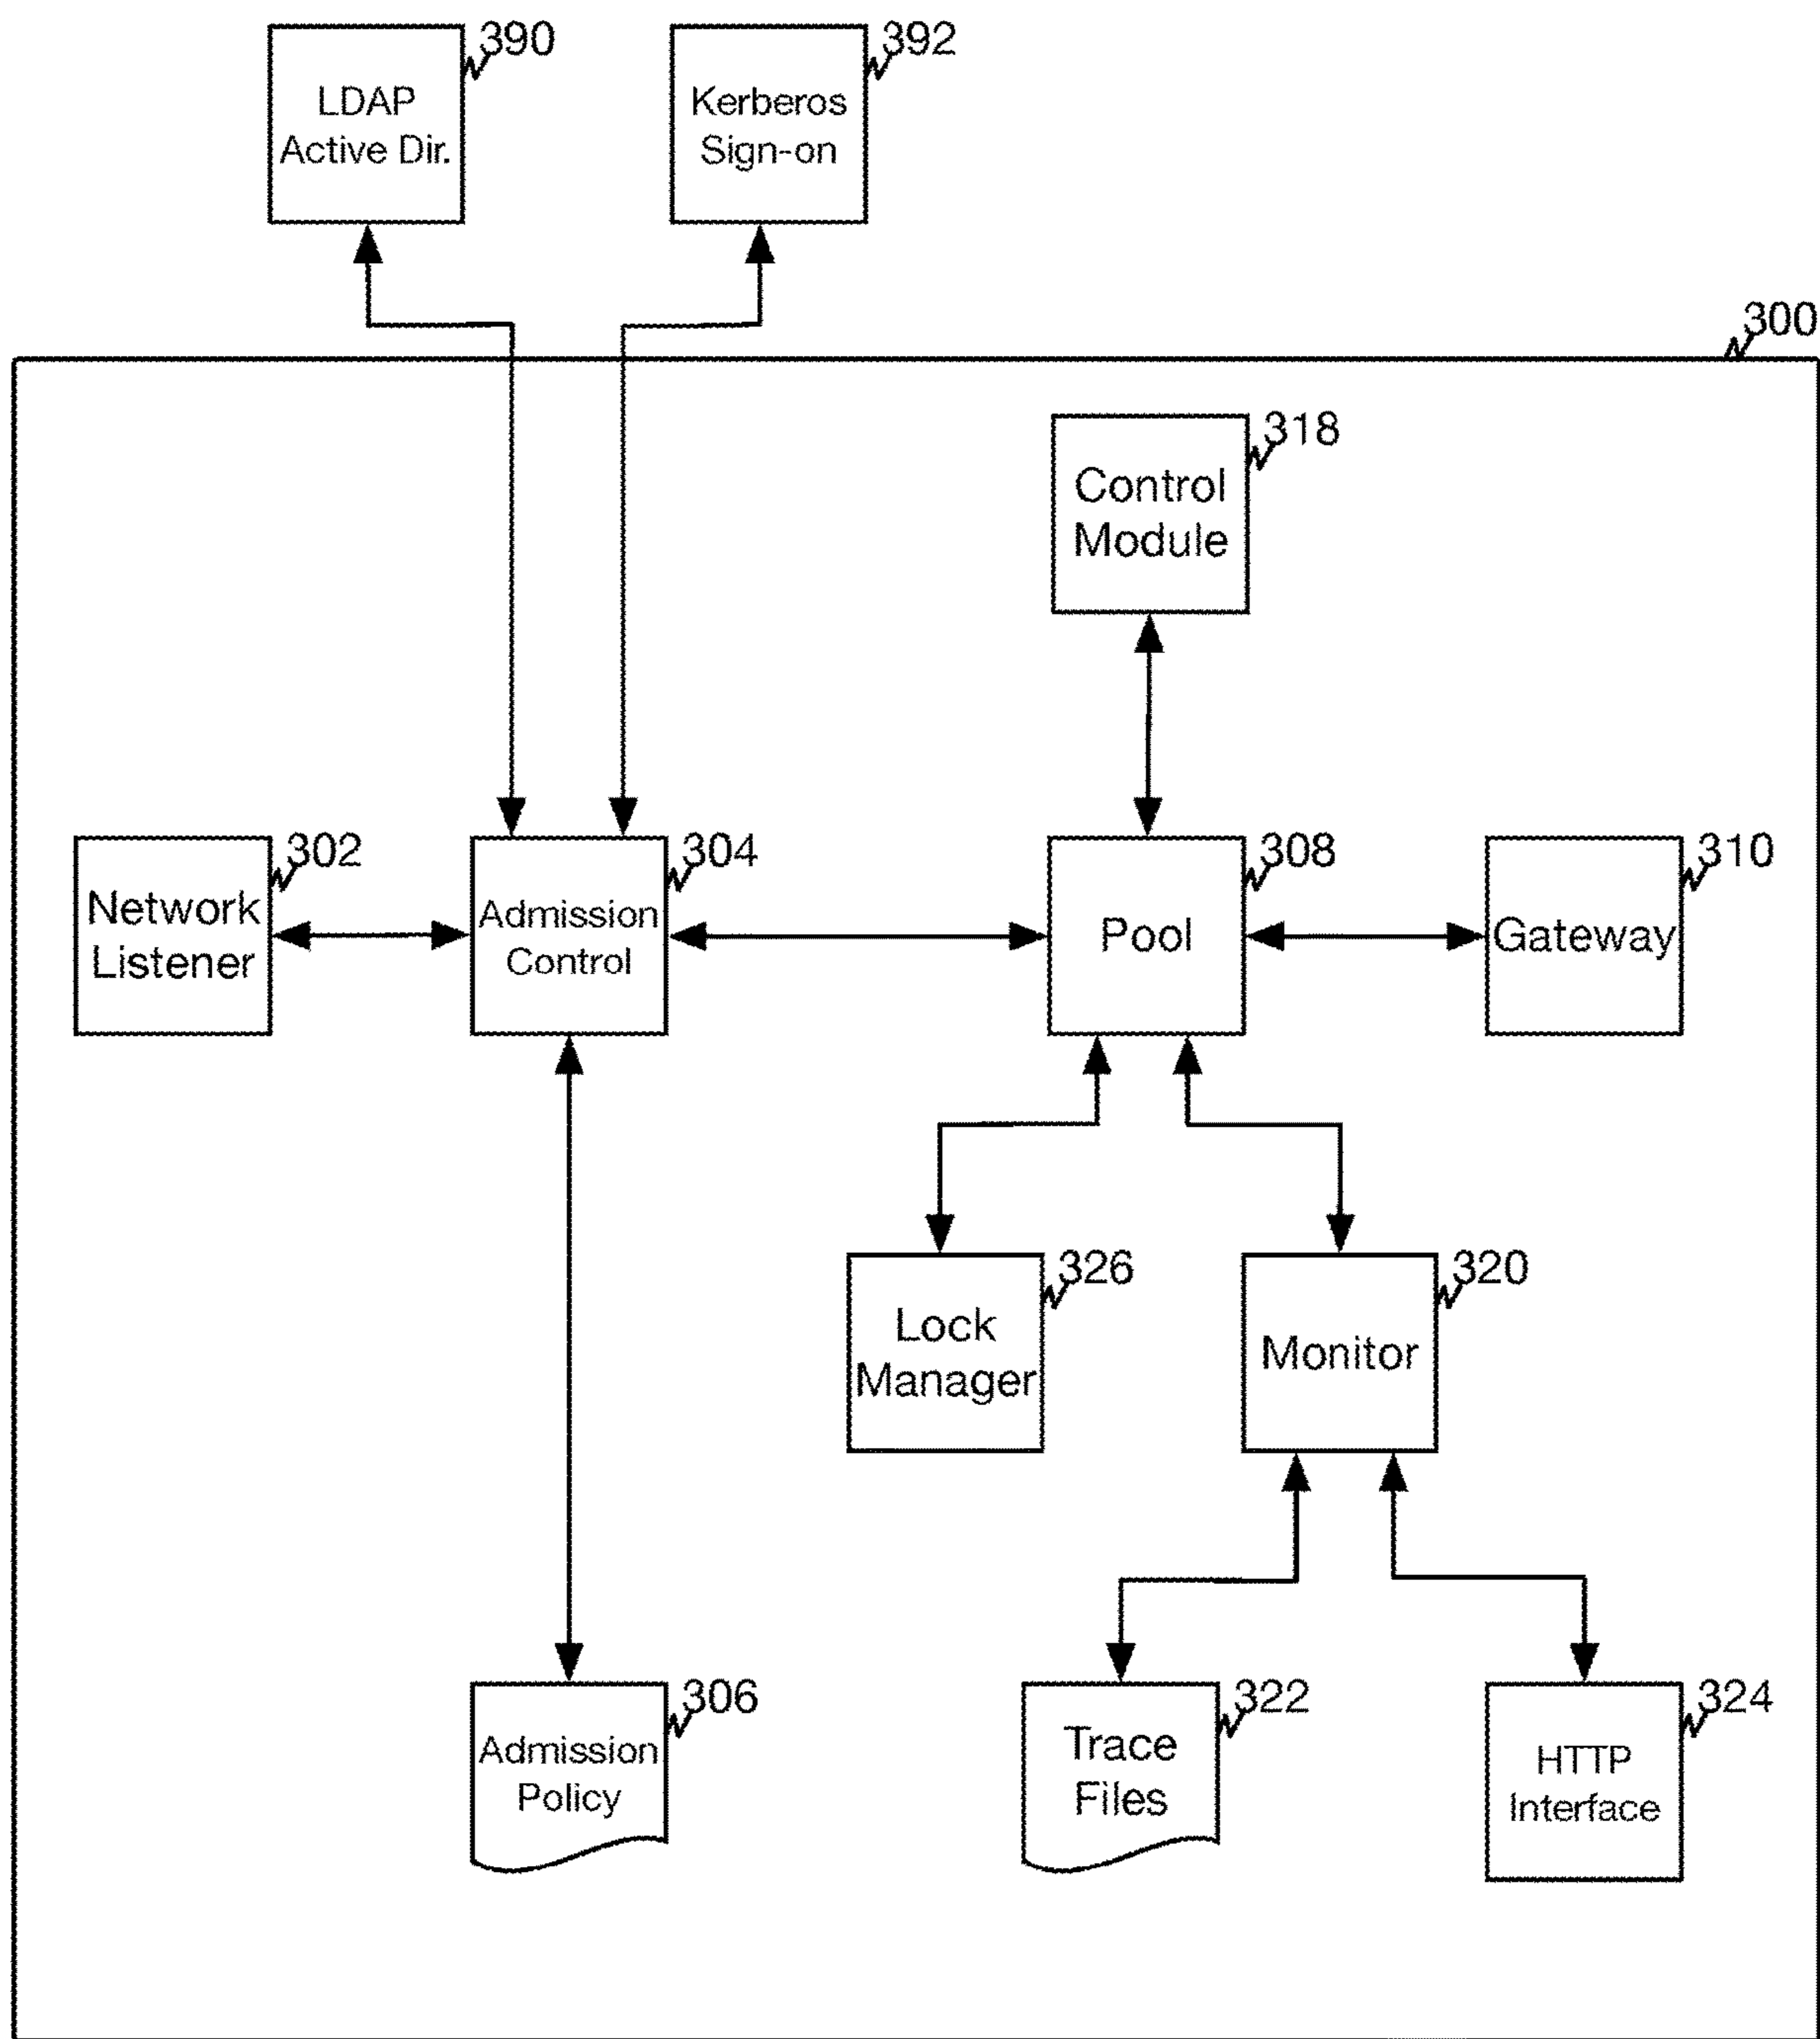 390
LDAP
Active Dir.
392
Kerberos
Sign-on
300
318
Control
Module
302
Network
Listener
304
Admission
Control
308
Pool
310
Gateway
326
Lock
Manager
320
Monitor
306
Admission
Policy
322
Trace
Files
324
HTTP
Interface